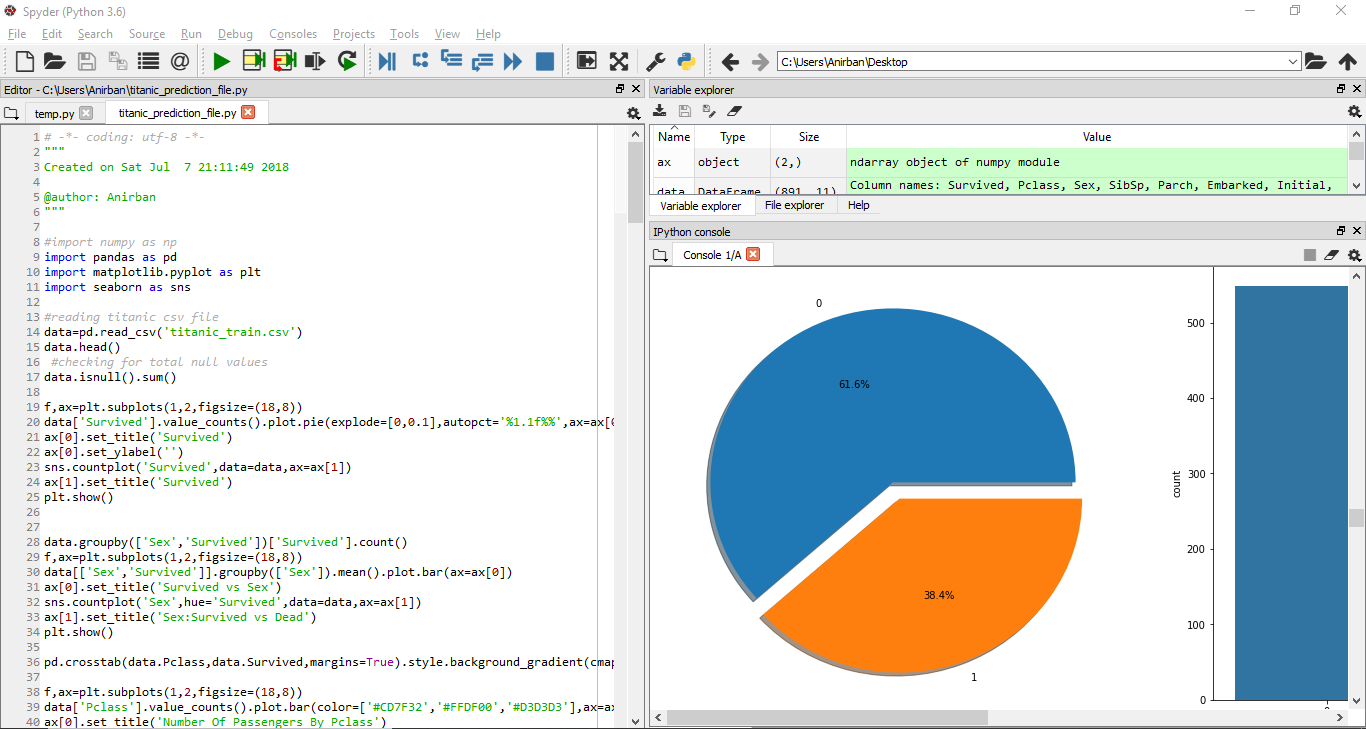 Spyder (Python 3.6)
File Edit Search Source Run Debug Consoles Projects Tools View Help
C:\Users\Anirban\Desktop
Editor - C:\Users\Anirban\titanic_prediction_file.py
temp.py titanic_prediction_file.py
1 # -*- coding: utf-8 -*-
2 """
3 Created on Sat Jul  7 21:11:49 2018
4
5 @author: Anirban
6 """
7
8 #import numpy as np
9 import pandas as pd
10 import matplotlib.pyplot as plt
11 import seaborn as sns
12
13 #reading titanic csv file
14 data=pd.read_csv('titanic_train.csv')
15 data.head()
16  #checking for total null values
17 data.isnull().sum()
18
19 f,ax=plt.subplots(1,2,figsize=(18,8))
20 data['Survived'].value_counts().plot.pie(explode=[0,0.1],autopct='%1.1f%%',ax=ax[0
21 ax[0].set_title('Survived')
22 ax[0].set_ylabel('')
23 sns.countplot('Survived',data=data,ax=ax[1])
24 ax[1].set_title('Survived')
25 plt.show()
26
27
28 data.groupby(['Sex','Survived'])['Survived'].count()
29 f,ax=plt.subplots(1,2,figsize=(18,8))
30 data[['Sex','Survived']].groupby(['Sex']).mean().plot.bar(ax=ax[0])
31 ax[0].set_title('Survived vs Sex')
32 sns.countplot('Sex',hue='Survived',data=data,ax=ax[1])
33 ax[1].set_title('Sex:Survived vs Dead')
34 plt.show()
35
36 pd.crosstab(data.Pclass,data.Survived,margins=True).style.background_gradient(cmap
37
38 f,ax=plt.subplots(1,2,figsize=(18,8))
39 data['Pclass'].value_counts().plot.bar(color=['#CD7F32','#FFDF00','#D3D3D3'],ax=ax
40 ax[0].set_title('Number Of Passengers By Pclass')
Variable explorer
Name Type Size Value
ax object (2,) ndarray object of numpy module
data DataFrame (891, 11) Column names: Survived, Pclass, Sex, SibSp, Parch, Embarked, Initial,
Variable explorer File explorer Help
IPython console
Console 1/A
0
61.6%
38.4%
1
count
500
400
300
200
100
0